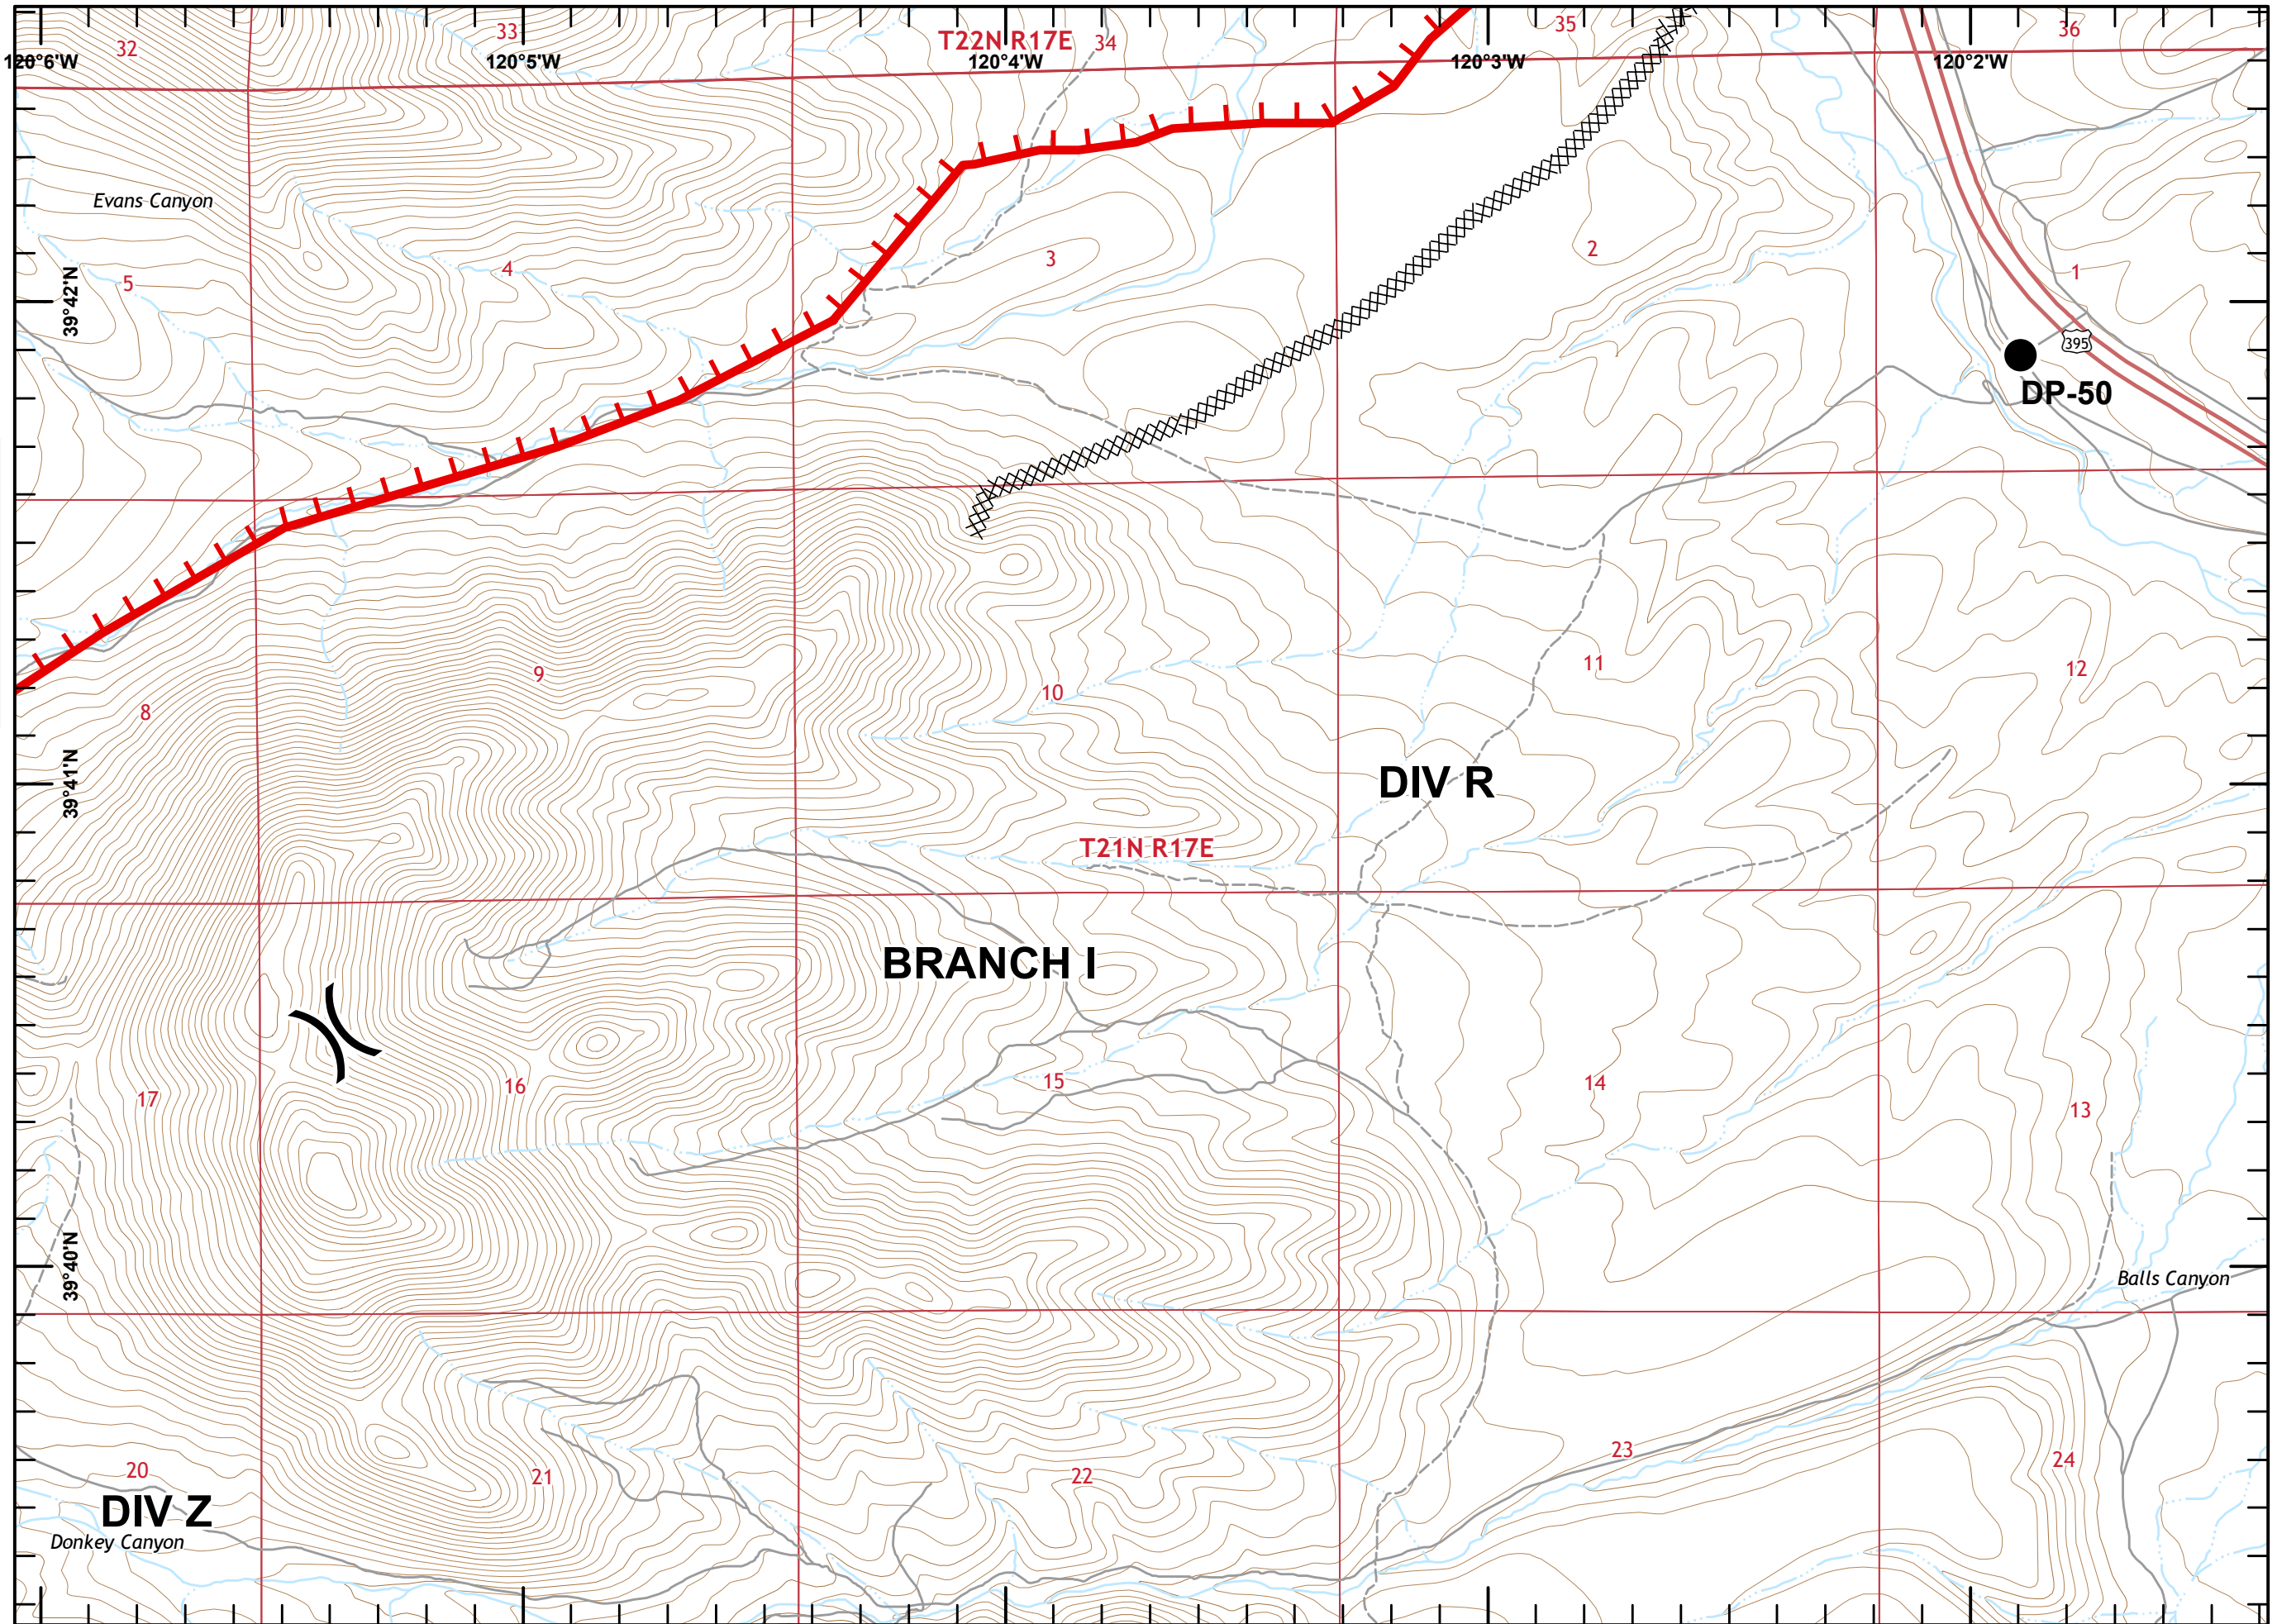 32
33
T22N R17E
34
35
36
120°6'W
120°5'W
120°4'W
120°3'W
120°2'W
Evans Canyon
5
4
3
2
1
39°42'N
395
DP-50
8
9
10
11
12
39°41'N
DIV R
T21N R17E
BRANCH I
17
16
15
14
13
39°40'N
Balls Canyon
20
21
22
23
24
DIV Z
Donkey Canyon